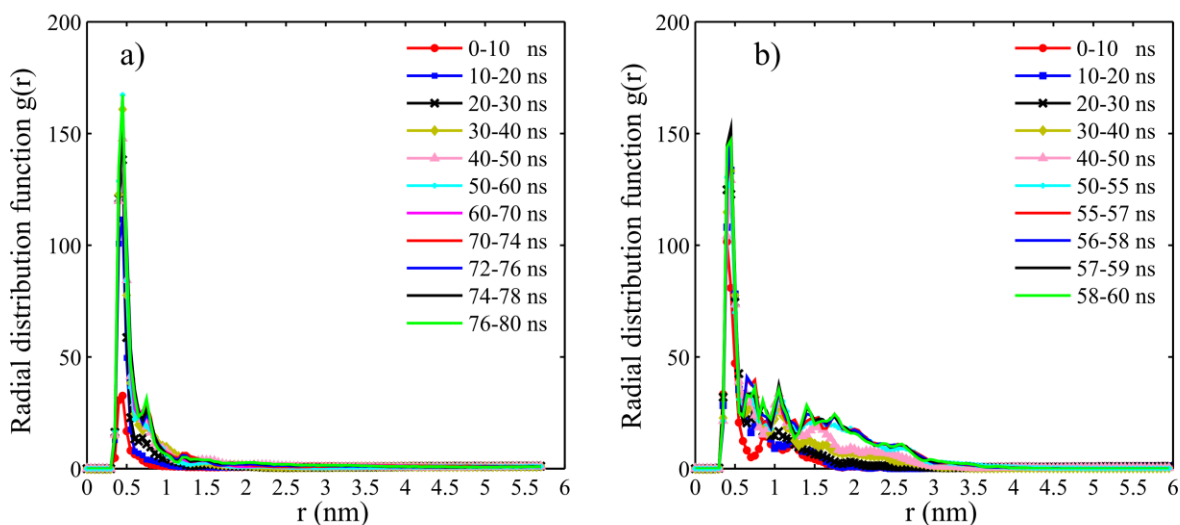 Radial distribution function g(r)
200
150
100
50
0
a)
0-10 ns
10-20 ns
20-30 ns
30-40 ns
40-50 ns
50-60 ns
60-70 ns
70-74 ns
72-76 ns
74-78 ns
76-80 ns
0 0.5 1 1.5 2 2.5 3 3.5 4 4.5 5 5.5 6
r (nm)
Radial distribution function g(r)
200
150
100
50
0
b)
0-10 ns
10-20 ns
20-30 ns
30-40 ns
40-50 ns
50-55 ns
55-57 ns
56-58 ns
57-59 ns
58-60 ns
0 0.5 1 1.5 2 2.5 3 3.5 4 4.5 5 5.5 6
r (nm)